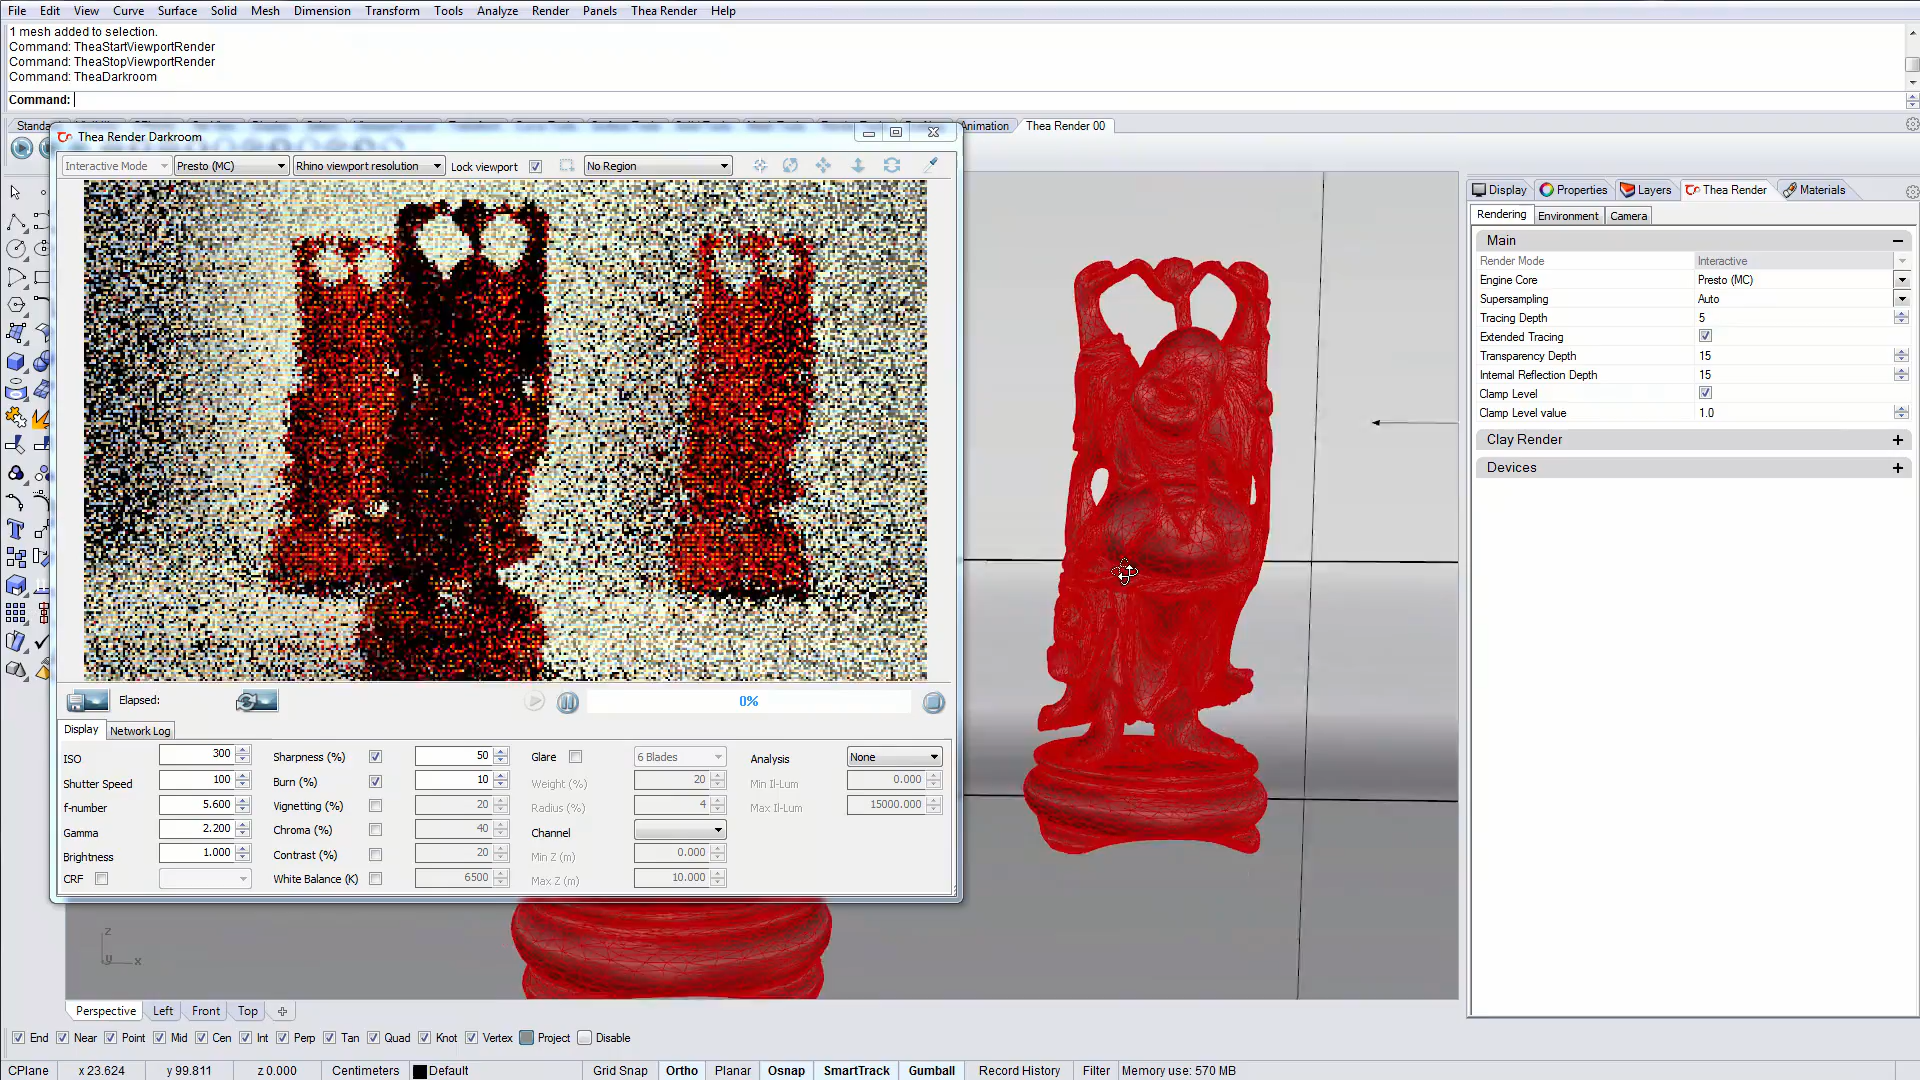 File Edit View Curve Surface Solid Mesh Dimension Transform Tools Analyze Render Panels Thea Render Help
1 mesh added to selection.
Command: TheaStartViewportRender
Command: TheaStopViewportRender
Command: TheaDarkroom
Command:
Animation Thea Render 00
Thea Render Darkroom
Interactive Mode Presto (MC) Rhino viewport resolution Lock viewport No Region
Elapsed: 0%
Display Network Log
ISO 300 Sharpness (%) 50 Glare 6 Blades Analysis None
Shutter Speed 100 Burn (%) 10 Weight (%) 20 Min Il-Lum 0.000
f-number 5.600 Vignetting (%) 20 Radius (%) 4 Max Il-Lum 15000.000
Gamma 2.200 Chroma (%) 40 Channel
Brightness 1.000 Contrast (%) 20 Min Z (m) 0.000
CRF White Balance (K) 6500 Max Z (m) 10.000
Display Properties Layers Thea Render Materials
Rendering Environment Camera
Main
Render Mode Interactive
Engine Core Presto (MC)
Supersampling Auto
Tracing Depth 5
Extended Tracing
Transparency Depth 15
Internal Reflection Depth 15
Clamp Level
Clamp Level value 1.0
Clay Render
Devices
z
y x
Perspective Left Front Top
End Near Point Mid Cen Int Perp Tan Quad Knot Vertex Project Disable
CPlane x 23.624 y 99.811 z 0.000 Centimeters Default Grid Snap Ortho Planar Osnap SmartTrack Gumball Record History Filter Memory use: 570 MB